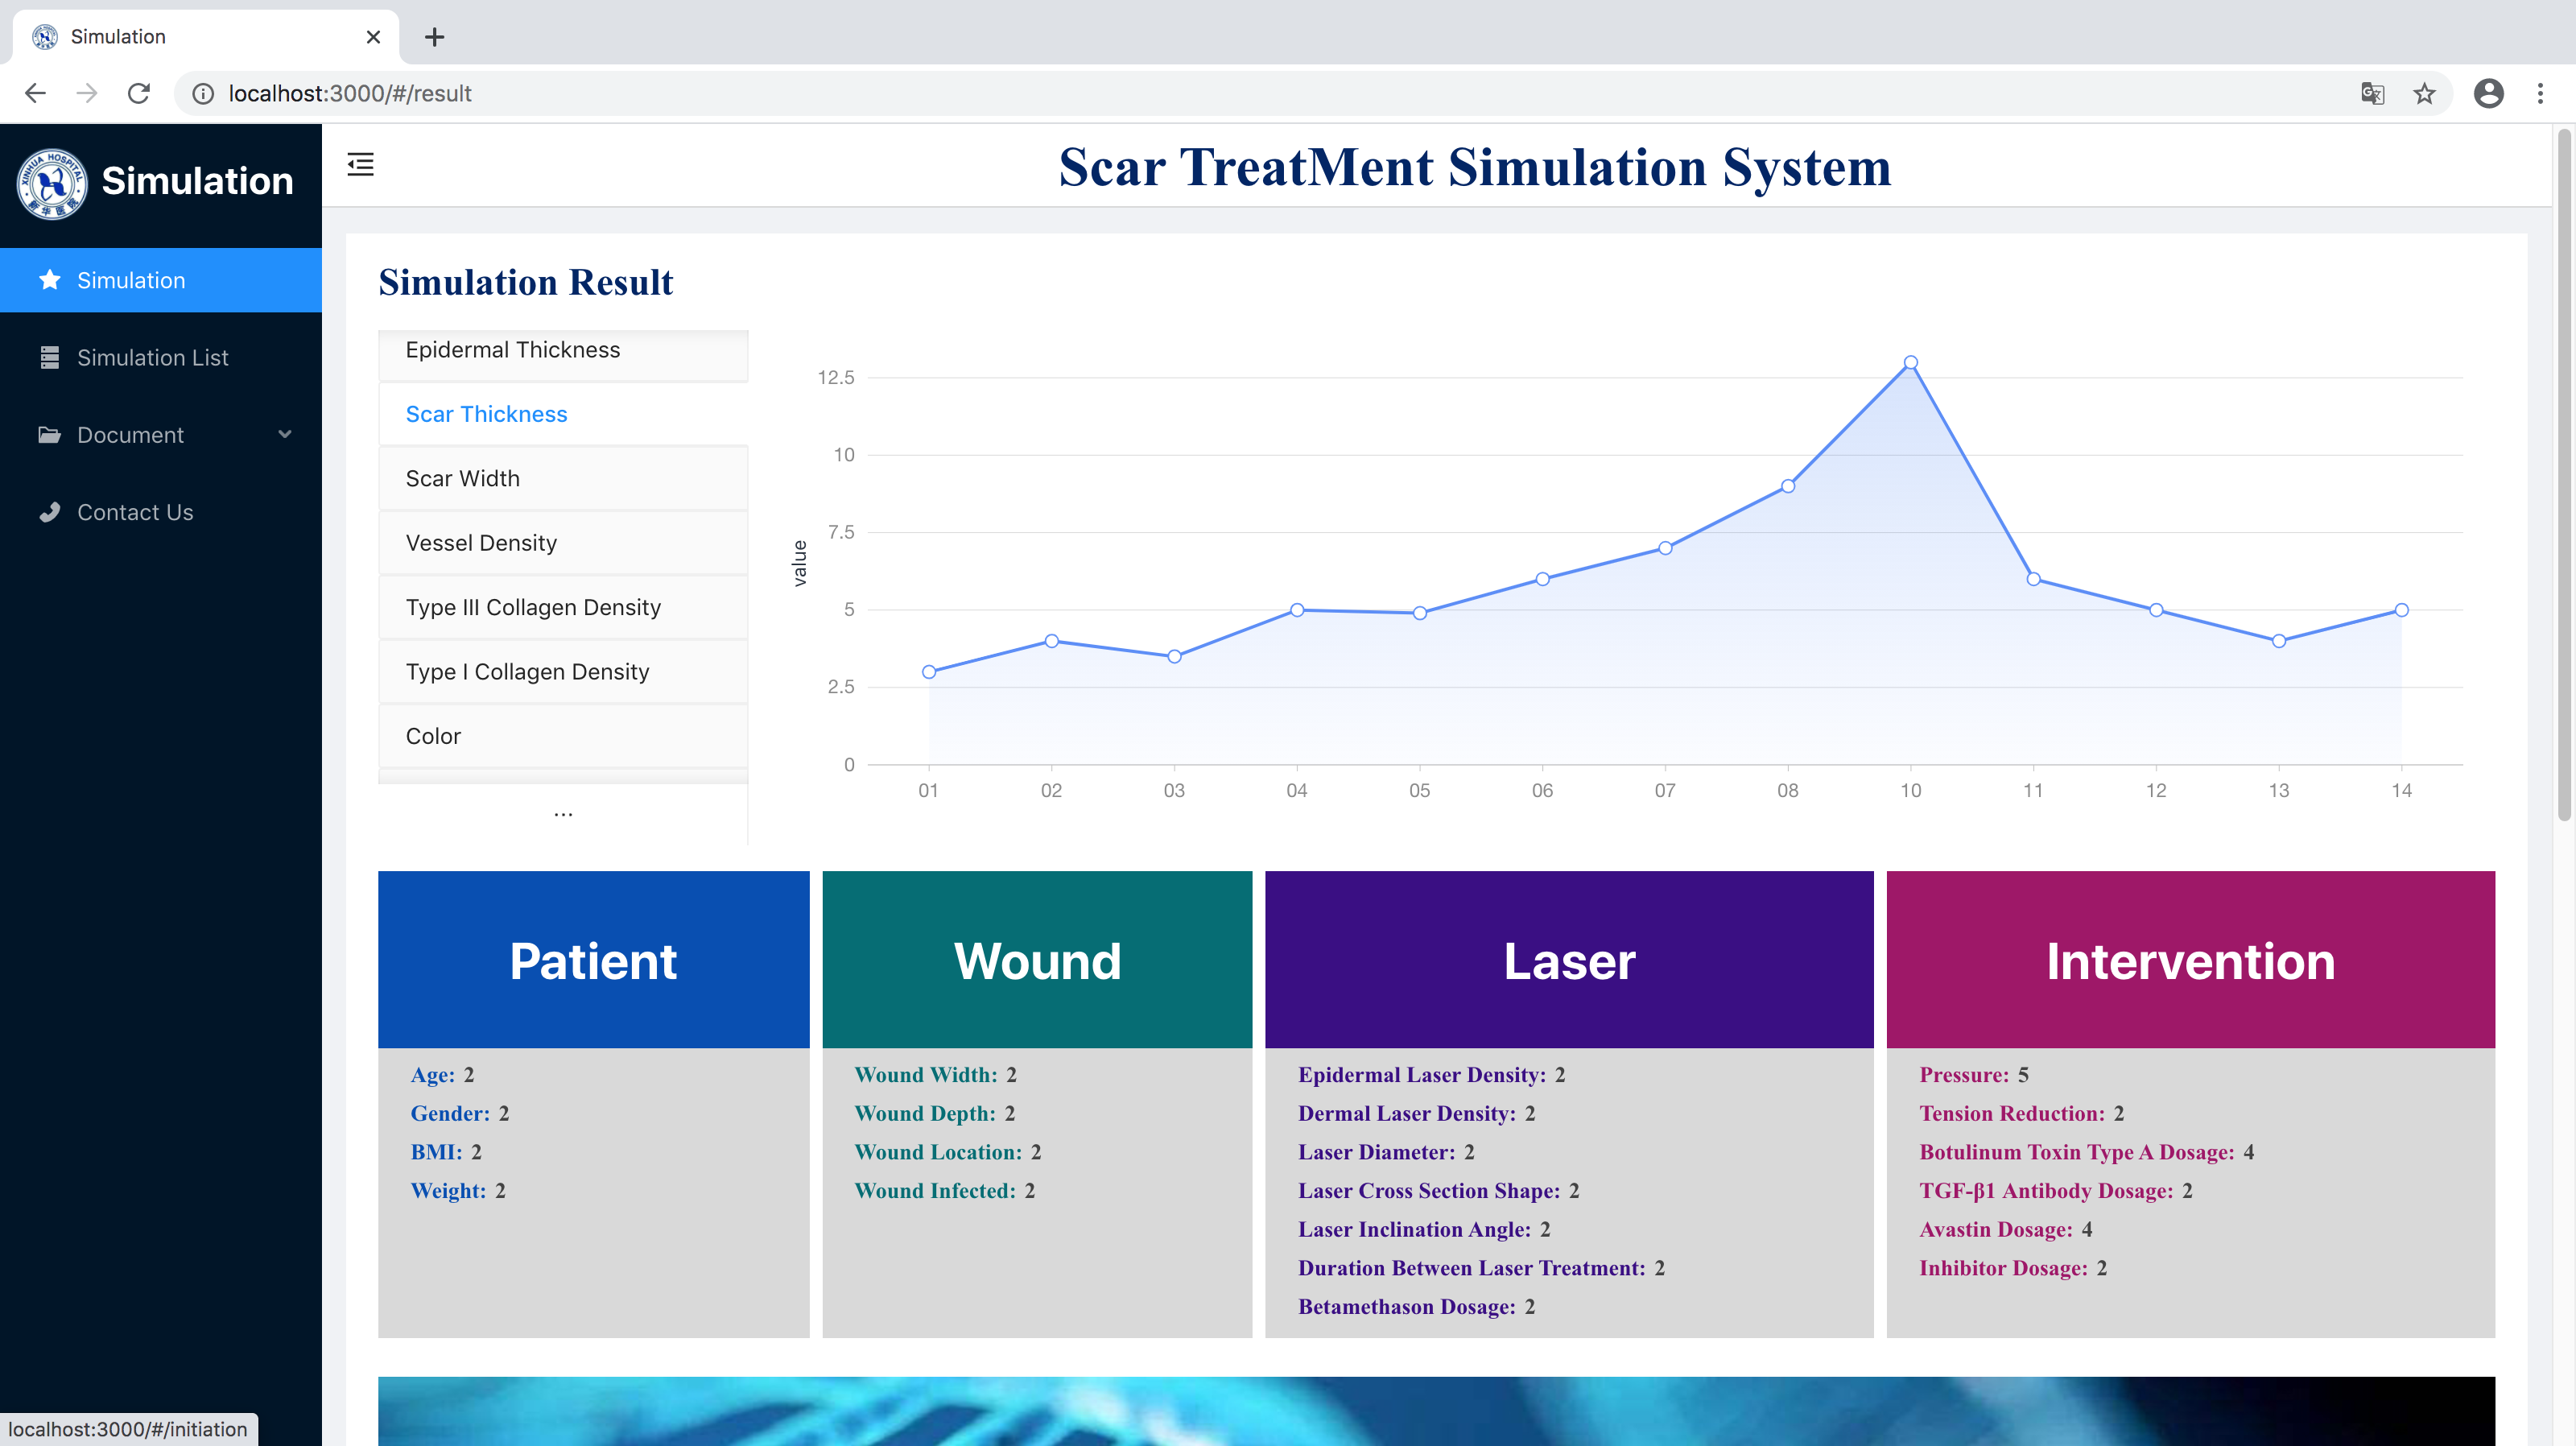 Simulation
localhost:3000/#/result
XINHUA HOSPITAL
新华医院
Simulation
Scar TreatMent Simulation System
Simulation
Simulation List
Document
Contact Us
Simulation Result
Epidermal Thickness
Scar Thickness
Scar Width
Vessel Density
Type III Collagen Density
Type I Collagen Density
Color
...
value
12.5
10
7.5
5
2.5
0
01 02 03 04 05 06 07 08 10 11 12 13 14
Patient
Age: 2
Gender: 2
BMI: 2
Weight: 2
Wound
Wound Width: 2
Wound Depth: 2
Wound Location: 2
Wound Infected: 2
Laser
Epidermal Laser Density: 2
Dermal Laser Density: 2
Laser Diameter: 2
Laser Cross Section Shape: 2
Laser Inclination Angle: 2
Duration Between Laser Treatment: 2
Betamethason Dosage: 2
Intervention
Pressure: 5
Tension Reduction: 2
Botulinum Toxin Type A Dosage: 4
TGF-β1 Antibody Dosage: 2
Avastin Dosage: 4
Inhibitor Dosage: 2
localhost:3000/#/initiation